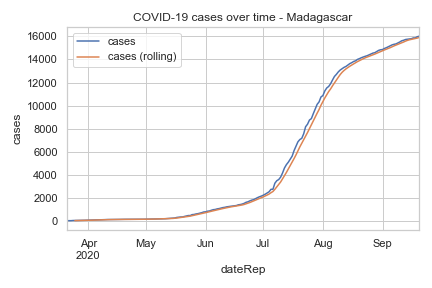 COVID-19 cases over time - Madagascar
cases
cases (rolling)
16000
14000
12000
10000
8000
6000
4000
2000
0
cases
Apr
2020
May
Jun
Jul
Aug
Sep
dateRep